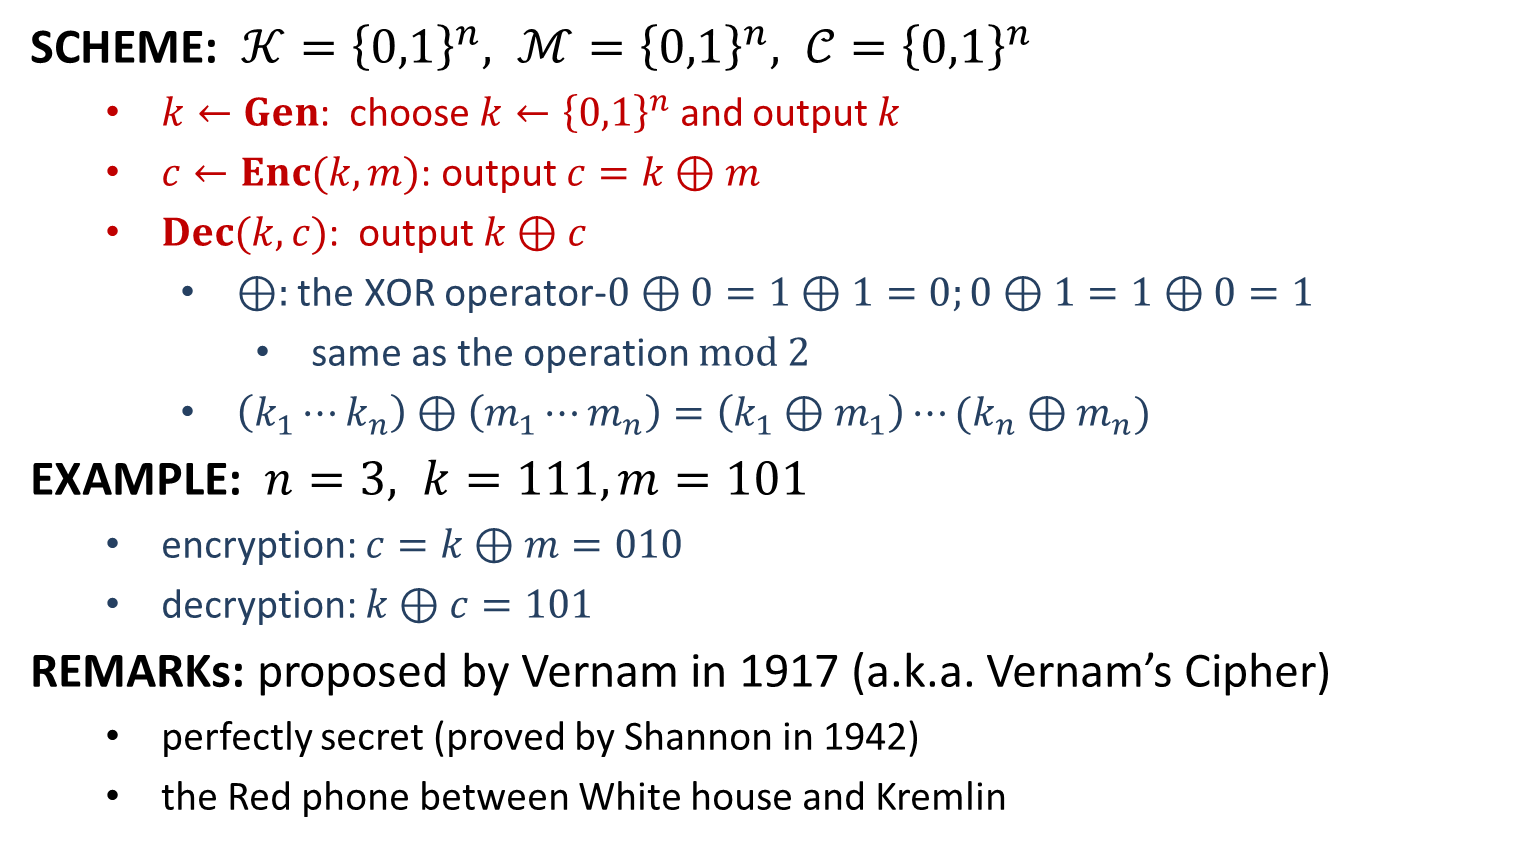 SCHEME: 𝒦 = {0,1}ⁿ, ℳ = {0,1}ⁿ, 𝒞 = {0,1}ⁿ
• k ← Gen: choose k ← {0,1}ⁿ and output k
• c ← Enc(k, m): output c = k ⊕ m
• Dec(k, c): output k ⊕ c
• ⊕: the XOR operator-0 ⊕ 0 = 1 ⊕ 1 = 0; 0 ⊕ 1 = 1 ⊕ 0 = 1
• same as the operation mod 2
• (k₁ ⋯ kₙ) ⊕ (m₁ ⋯ mₙ) = (k₁ ⊕ m₁) ⋯ (kₙ ⊕ mₙ)
EXAMPLE: n = 3, k = 111, m = 101
• encryption: c = k ⊕ m = 010
• decryption: k ⊕ c = 101
REMARKs: proposed by Vernam in 1917 (a.k.a. Vernam’s Cipher)
• perfectly secret (proved by Shannon in 1942)
• the Red phone between White house and Kremlin